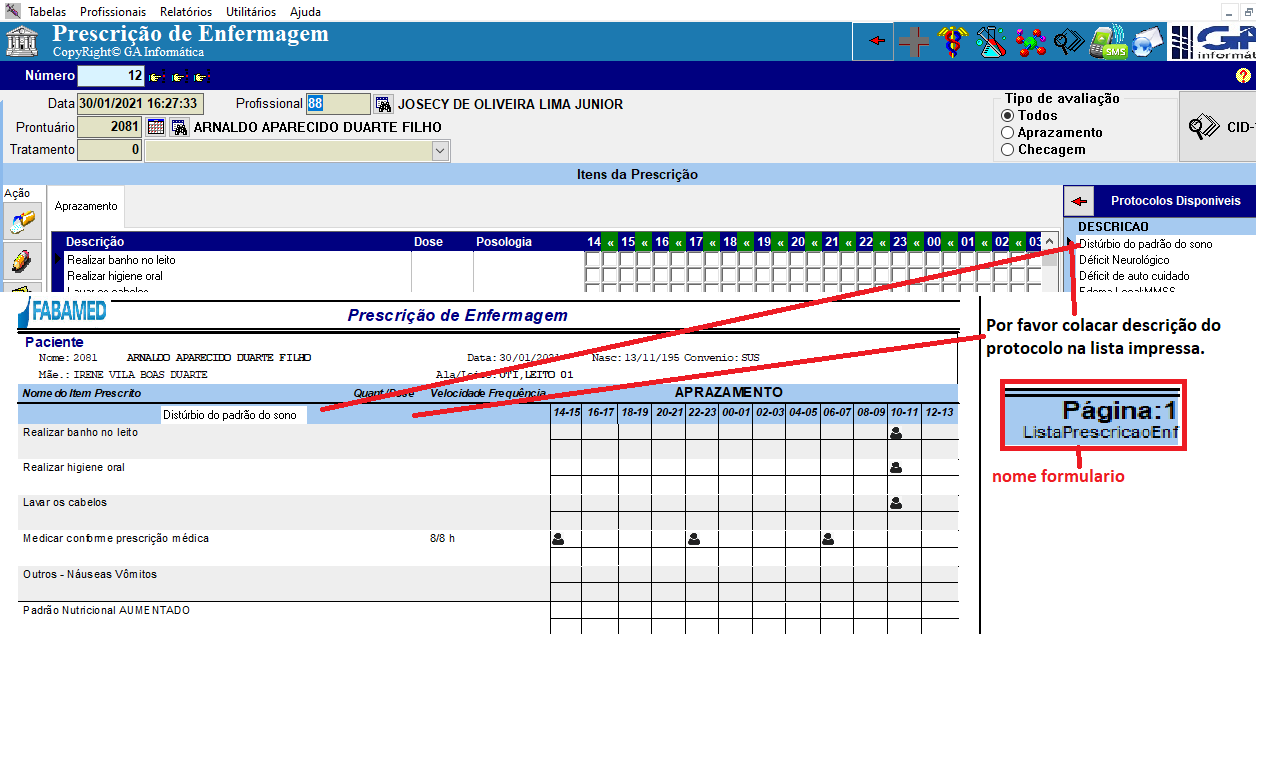 Tabelas Profissionais Relatórios Utilitários Ajuda
Prescrição de Enfermagem
CopyRight© GA Informática
SMS
GA
informáti
Número 12
Data 30/01/2021 16:27:33 Profissional 88 JOSECY DE OLIVEIRA LIMA JUNIOR
Prontuário 2081 ARNALDO APARECIDO DUARTE FILHO
Tratamento 0
Tipo de avaliação
Todos
Aprazamento
Checagem
CID-
Itens da Prescrição
Ação
Aprazamento
Protocolos Disponiveis
DESCRICAO
Distúrbio do padrão do sono
Déficit Neurológico
Déficit de auto cuidado
Edema Local:MMSS
Descrição Dose Posologia 14 « 15 « 16 « 17 « 18 « 19 « 20 « 21 « 22 « 23 « 00 « 01 « 02 « 03
Realizar banho no leito
Realizar higiene oral
Lavar os cabelos
FABAMED
Prescrição de Enfermagem
Paciente
Nome: 2081 ARNALDO APARECIDO DUARTE FILHO Data: 30/01/2021 Nasc: 13/11/195 Convenio: SUS
Mãe.: IRENE VILA BOAS DUARTE Ala/Leito: UTI, LEITO 01
Nome do Item Prescrito Quant/Dose Velocidade Frequência APRAZAMENTO
Distúrbio do padrão do sono 14-15 16-17 18-19 20-21 22-23 00-01 02-03 04-05 06-07 08-09 10-11 12-13
Realizar banho no leito
Realizar higiene oral
Lavar os cabelos
Medicar conforme prescrição médica 8/8 h
Outros - Náuseas Vômitos
Padrão Nutricional AUMENTADO
Por favor colacar descrição do
protocolo na lista impressa.
Página:1
ListaPrescricaoEnf
nome formulario